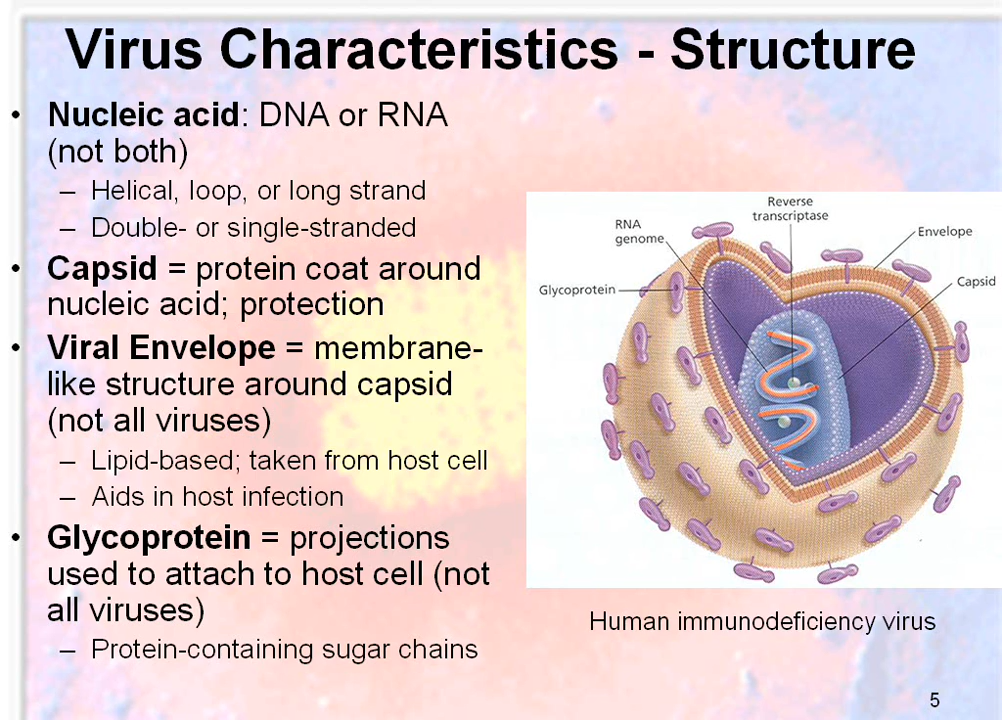 Virus Characteristics - Structure
• Nucleic acid: DNA or RNA
(not both)
– Helical, loop, or long strand
– Double- or single-stranded
• Capsid = protein coat around
nucleic acid; protection
• Viral Envelope = membrane-
like structure around capsid
(not all viruses)
– Lipid-based; taken from host cell
– Aids in host infection
• Glycoprotein = projections
used to attach to host cell (not
all viruses)
– Protein-containing sugar chains
Reverse
transcriptase
RNA
genome
Envelope
Glycoprotein
Capsid
Human immunodeficiency virus
5